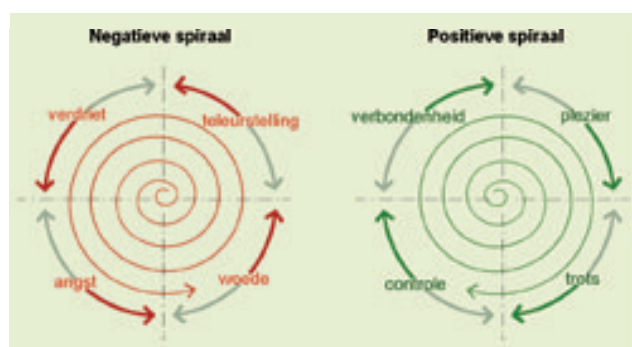 Negatieve spiraal
Positieve spiraal
verdriet
teleurstelling
angst
woede
verbondenheid
plezier
controle
trots